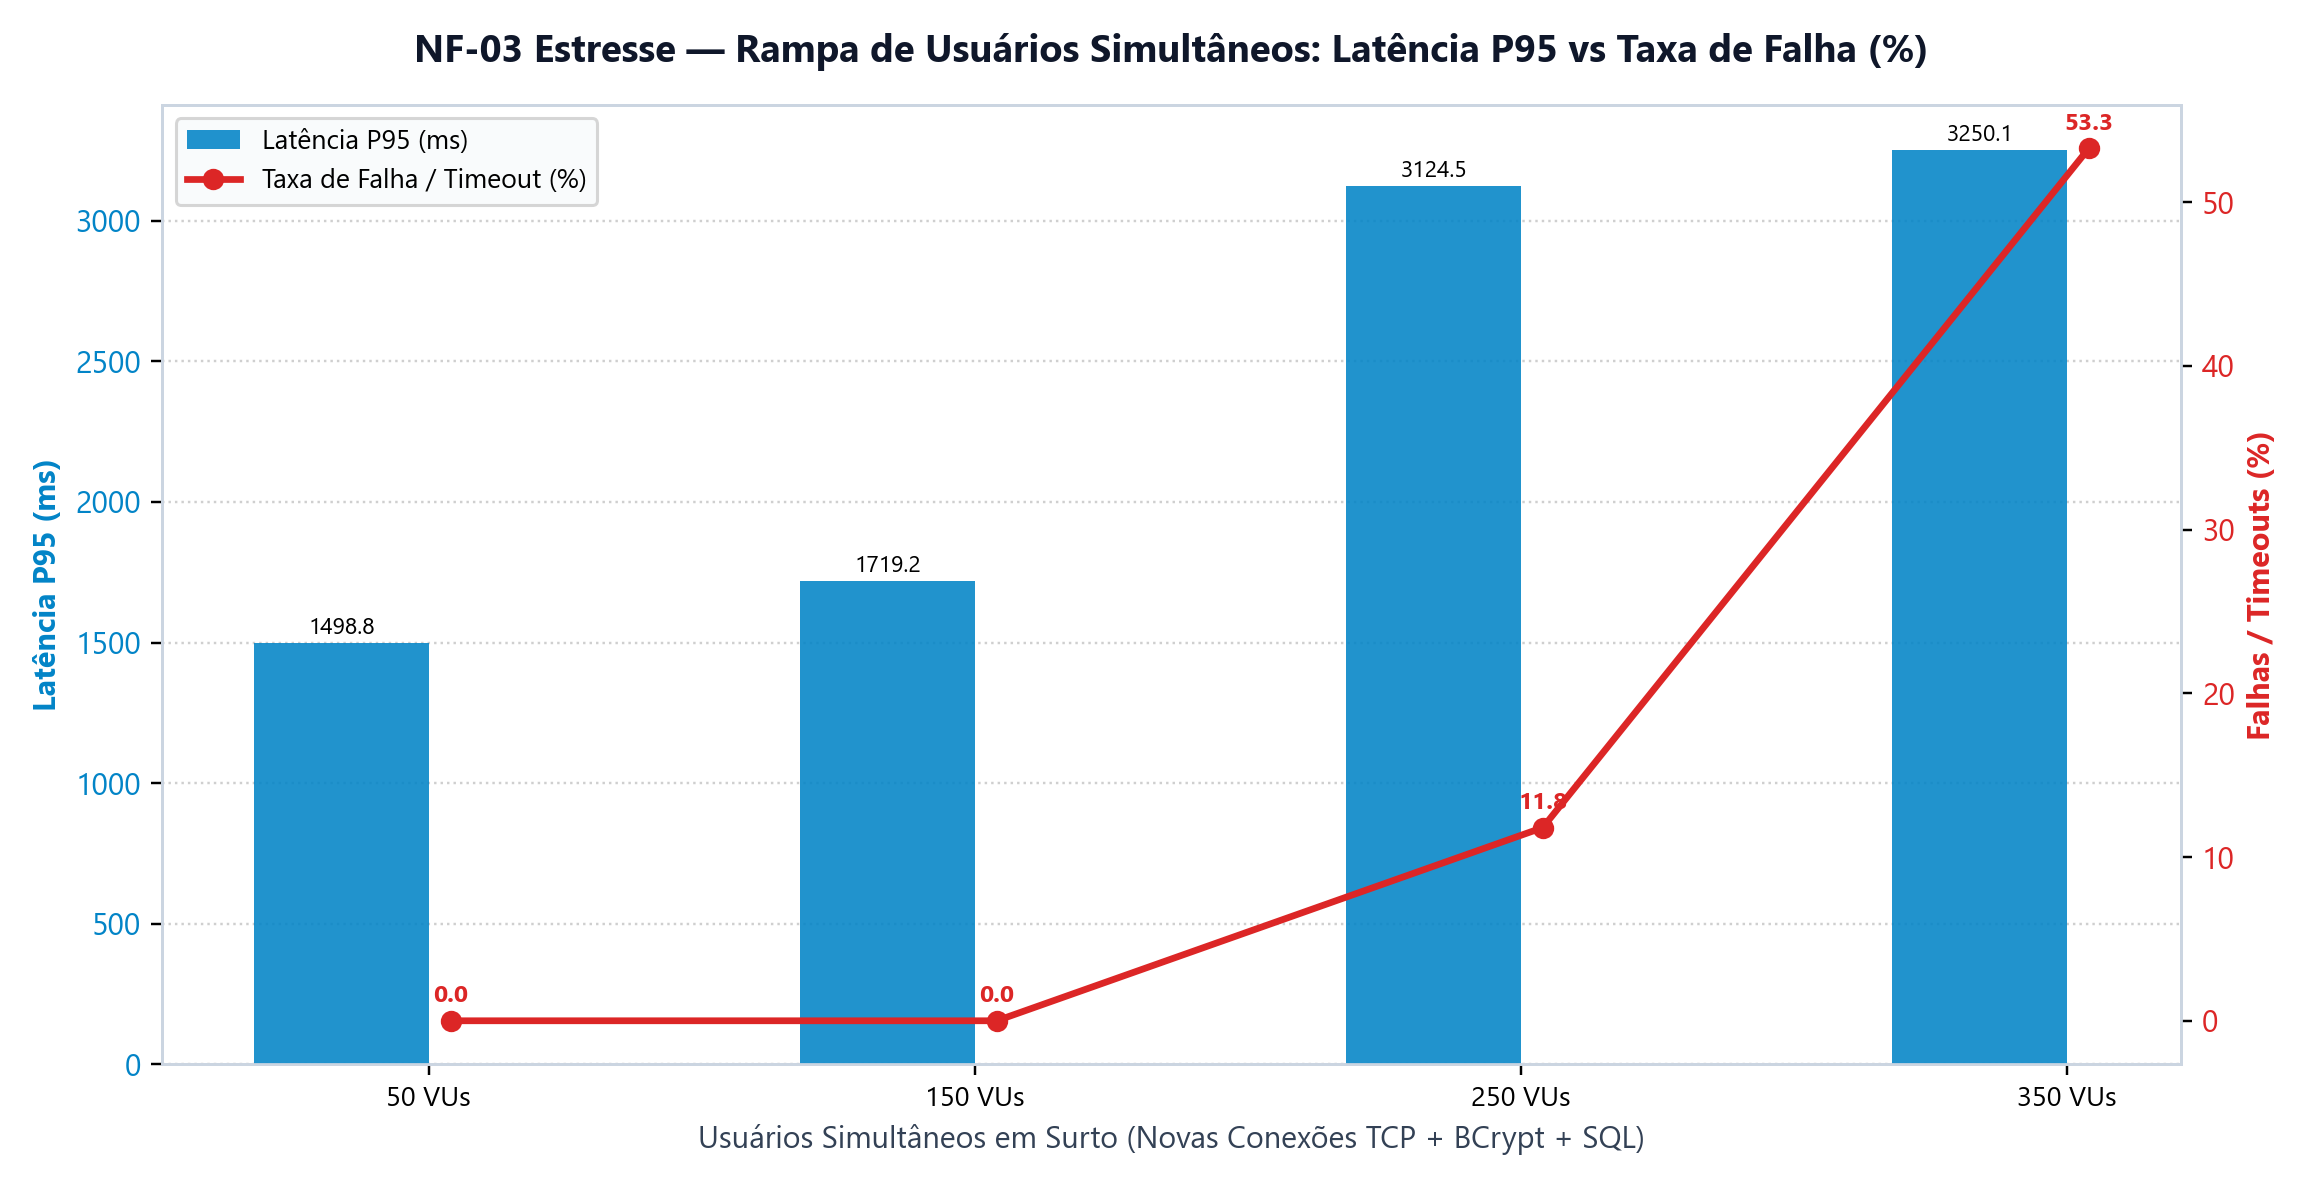 NF-03 Estresse — Rampa de Usuários Simultâneos: Latência P95 vs Taxa de Falha (%)
Latência P95 (ms)
Taxa de Falha / Timeout (%)
Latência P95 (ms)
3000
2500
2000
1500
1000
500
0
1498.8
1719.2
3124.5
3250.1
0.0
0.0
11.8
53.3
50
40
30
20
10
0
Falhas / Timeouts (%)
50 VUs
150 VUs
250 VUs
350 VUs
Usuários Simultâneos em Surto (Novas Conexões TCP + BCrypt + SQL)